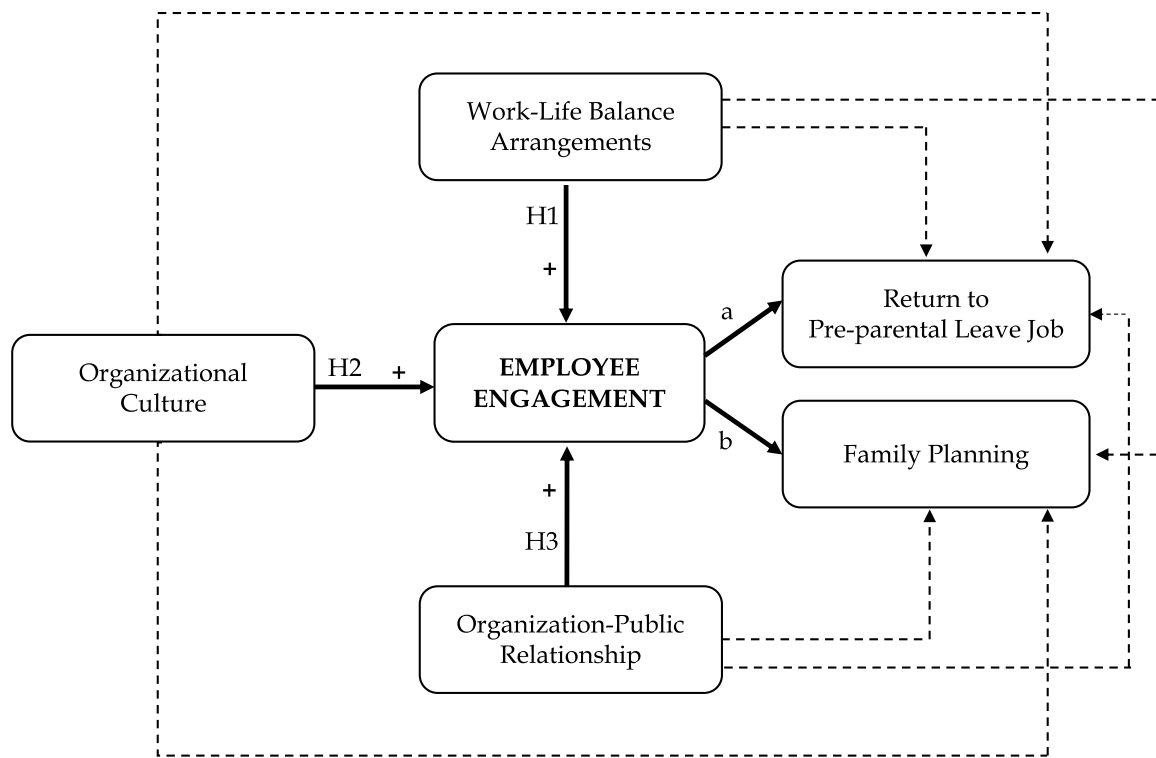 Work-Life Balance
Arrangements
H1
+
a
Return to
Pre-parental Leave Job
Organizational
Culture
H2
+
EMPLOYEE
ENGAGEMENT
b
Family Planning
+
H3
Organization-Public
Relationship